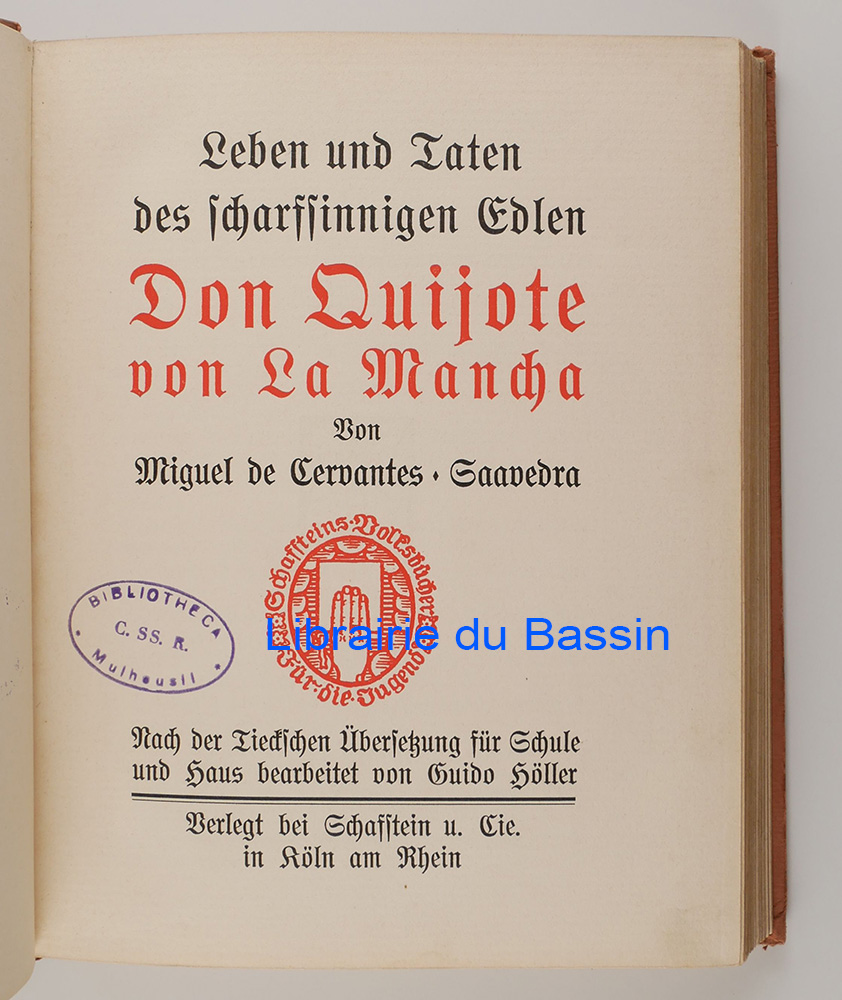 Leben und Taten
des scharfsinnigen Edlen
Don Quijote
von La Mancha
Von
Miguel de Cervantes · Saavedra
Schaffsteins · Volksbücher
Für · die · Jugend
BIBLIOTHECA
C. SS. R.
Mulhousii
Librairie du Bassin
Nach der Tieckschen Übersetzung für Schule
und Haus bearbeitet von Guido Höller
Verlegt bei Schafstein u. Cie.
in Köln am Rhein